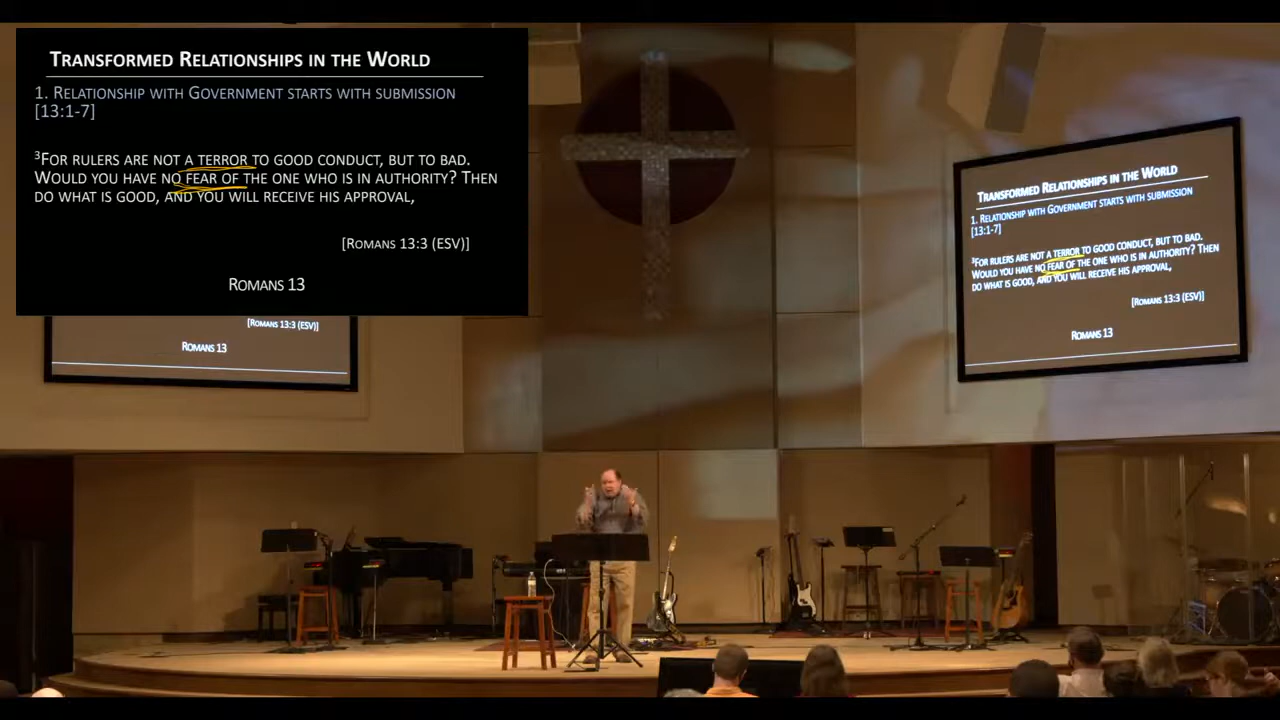 TRANSFORMED RELATIONSHIPS IN THE WORLD
1. RELATIONSHIP WITH GOVERNMENT STARTS WITH SUBMISSION
[13:1-7]
3FOR RULERS ARE NOT A TERROR TO GOOD CONDUCT, BUT TO BAD.
WOULD YOU HAVE NO FEAR OF THE ONE WHO IS IN AUTHORITY? THEN
DO WHAT IS GOOD, AND YOU WILL RECEIVE HIS APPROVAL,
[ROMANS 13:3 (ESV)]
ROMANS 13
[ROMANS 13:3 (ESV)]
ROMANS 13
TRANSFORMED RELATIONSHIPS IN THE WORLD
1. RELATIONSHIP WITH GOVERNMENT STARTS WITH SUBMISSION
[13:1-7]
3FOR RULERS ARE NOT A TERROR TO GOOD CONDUCT, BUT TO BAD.
WOULD YOU HAVE NO FEAR OF THE ONE WHO IS IN AUTHORITY? THEN
DO WHAT IS GOOD, AND YOU WILL RECEIVE HIS APPROVAL,
[ROMANS 13:3 (ESV)]
ROMANS 13